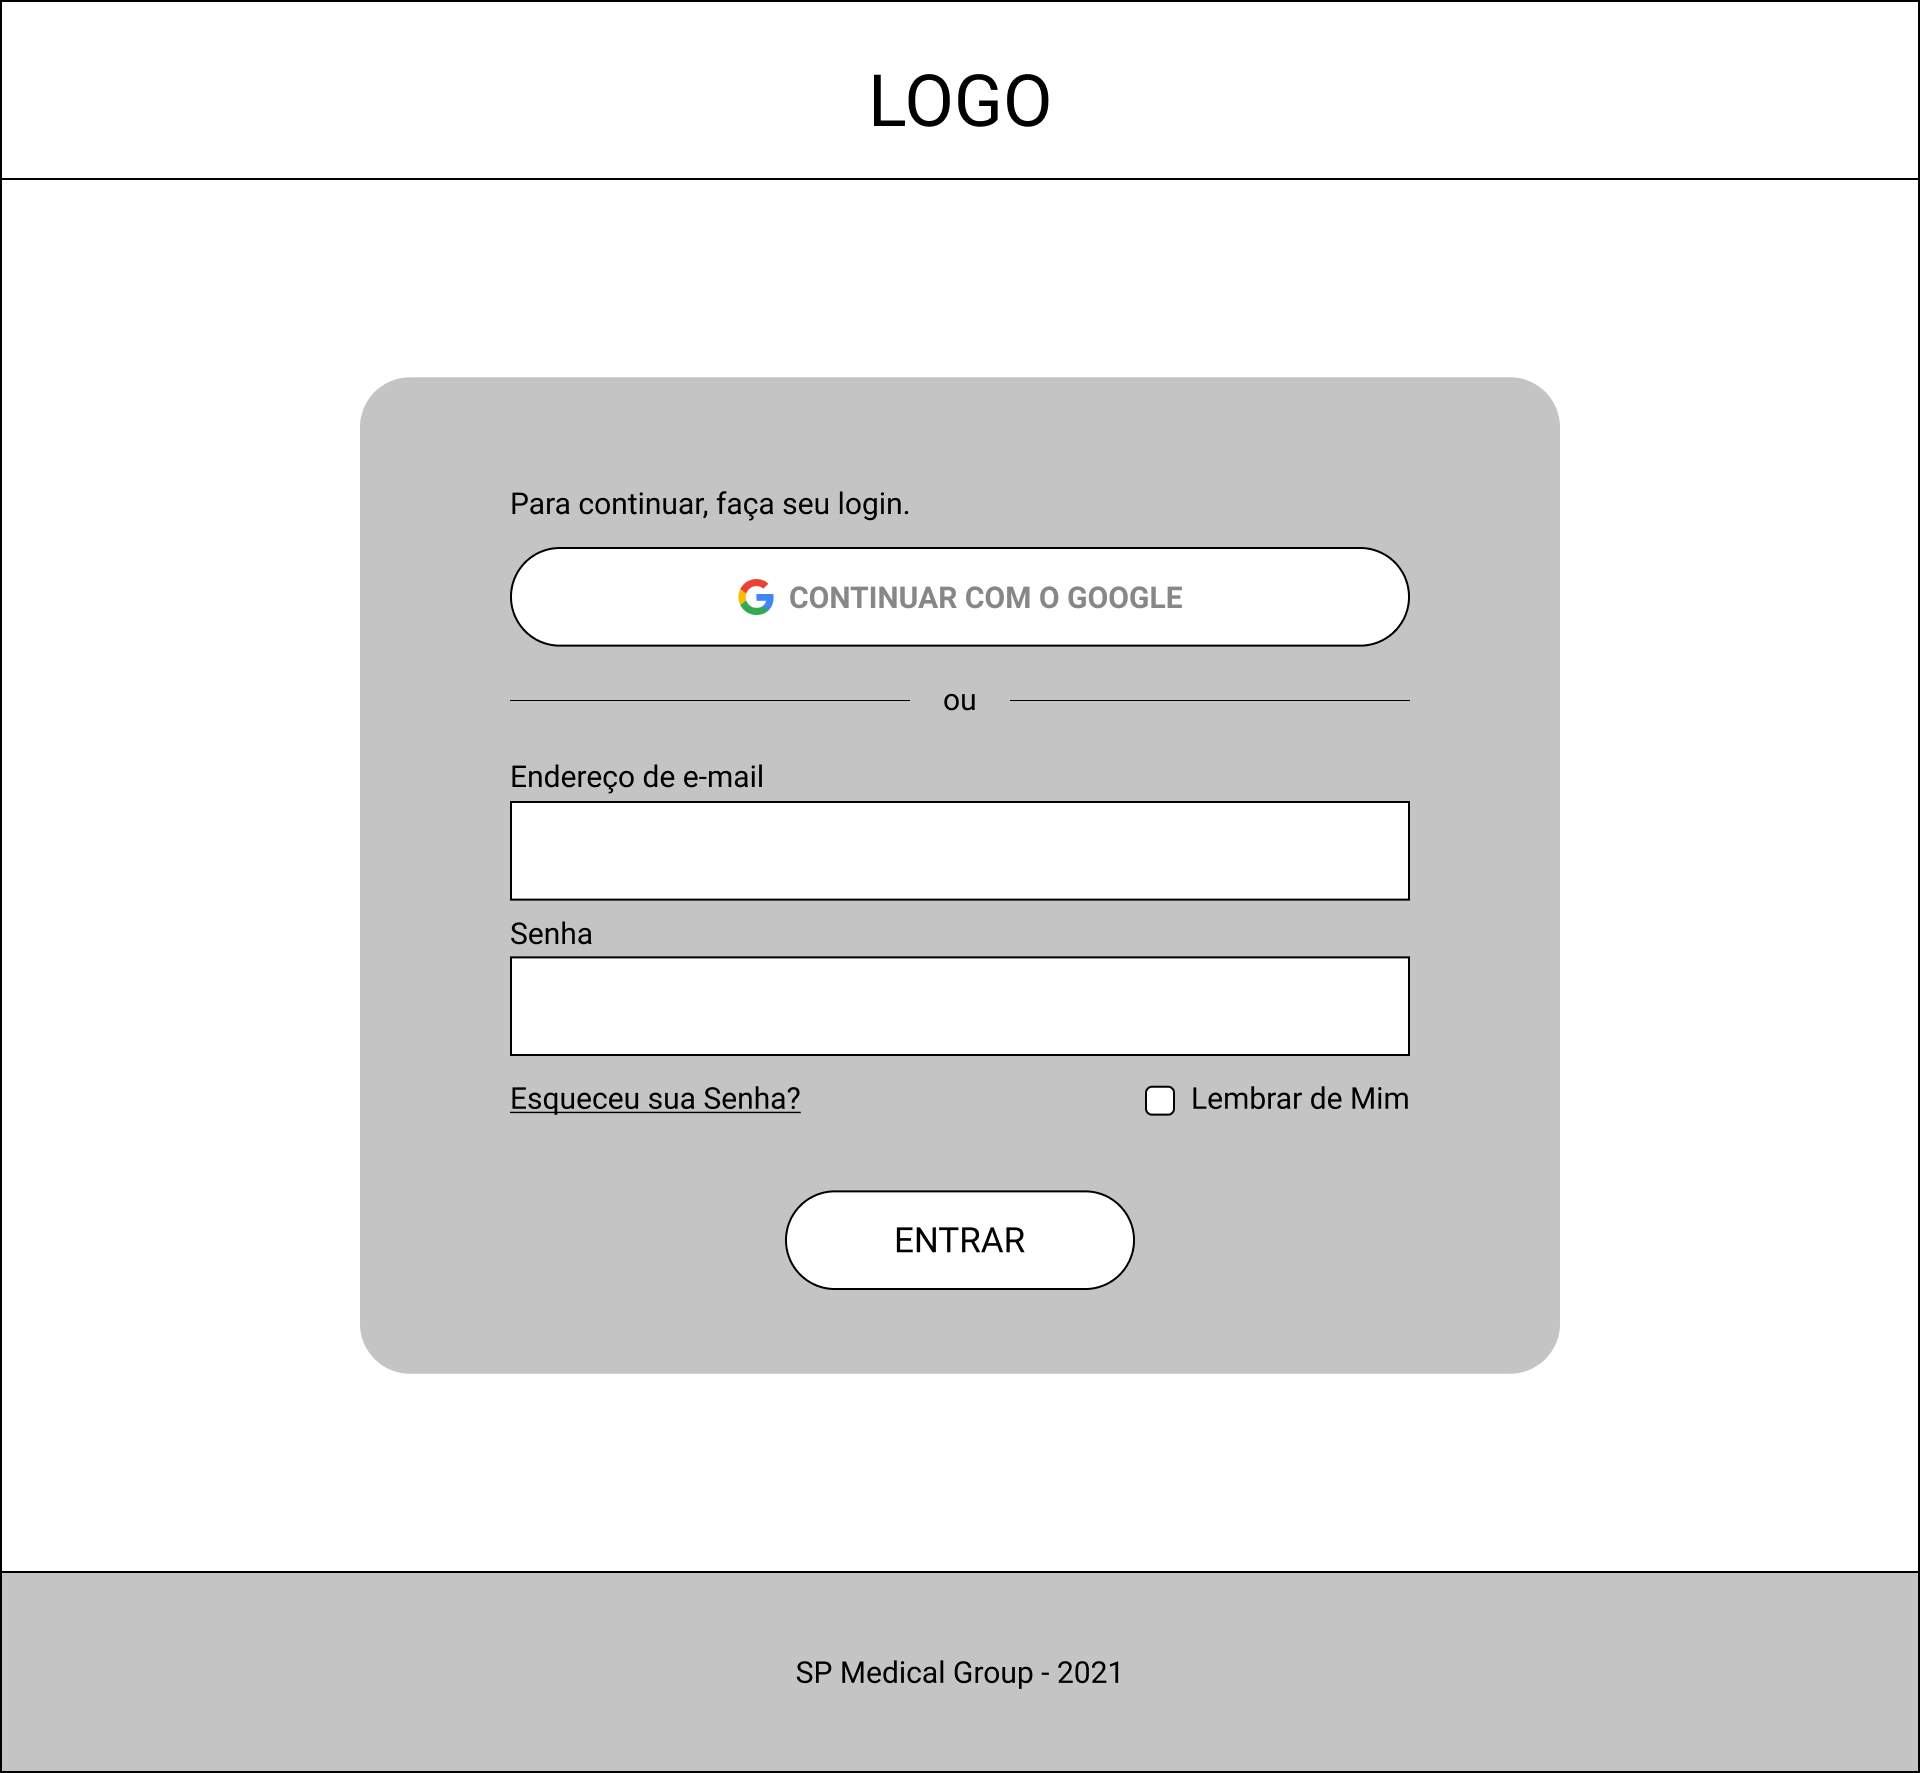 LOGO
Para continuar, faça seu login.
CONTINUAR COM O GOOGLE
ou
Endereço de e-mail
Senha
Esqueceu sua Senha?
Lembrar de Mim
ENTRAR
SP Medical Group - 2021